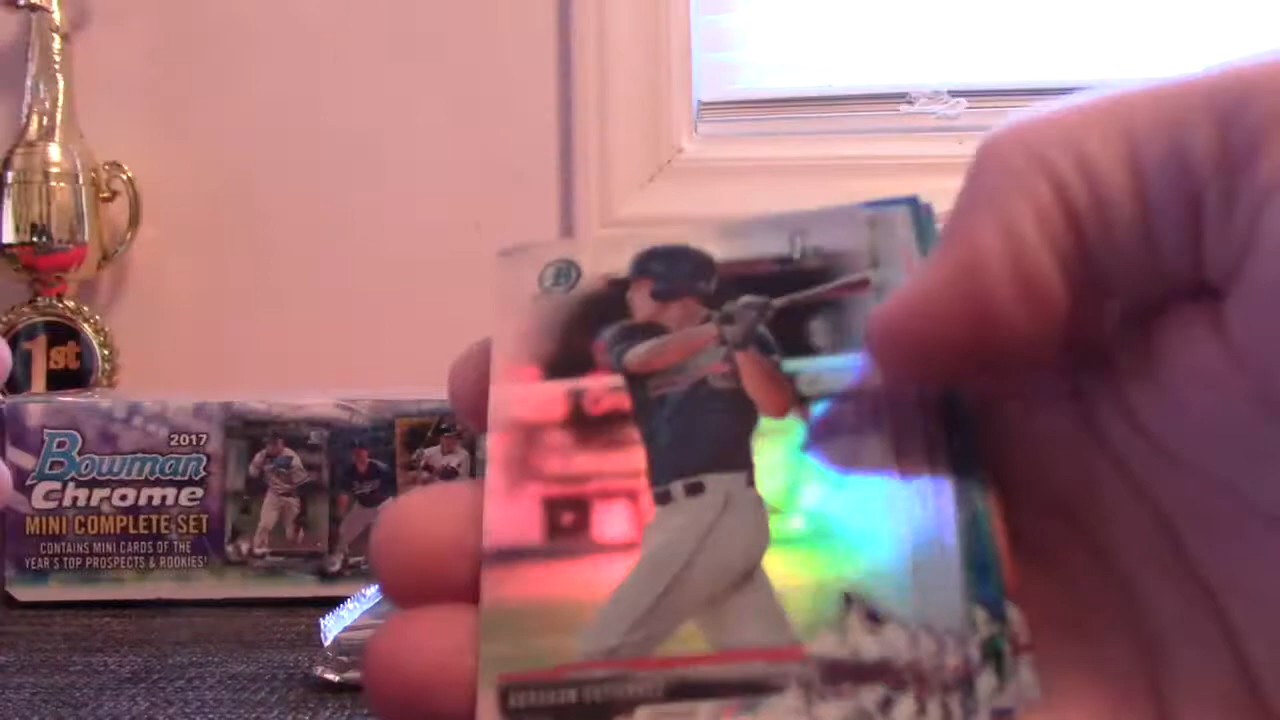 1st
2017
Bowman
Chrome
MINI COMPLETE SET
CONTAINS MINI CARDS OF THE
YEAR'S TOP PROSPECTS & ROOKIES!
B